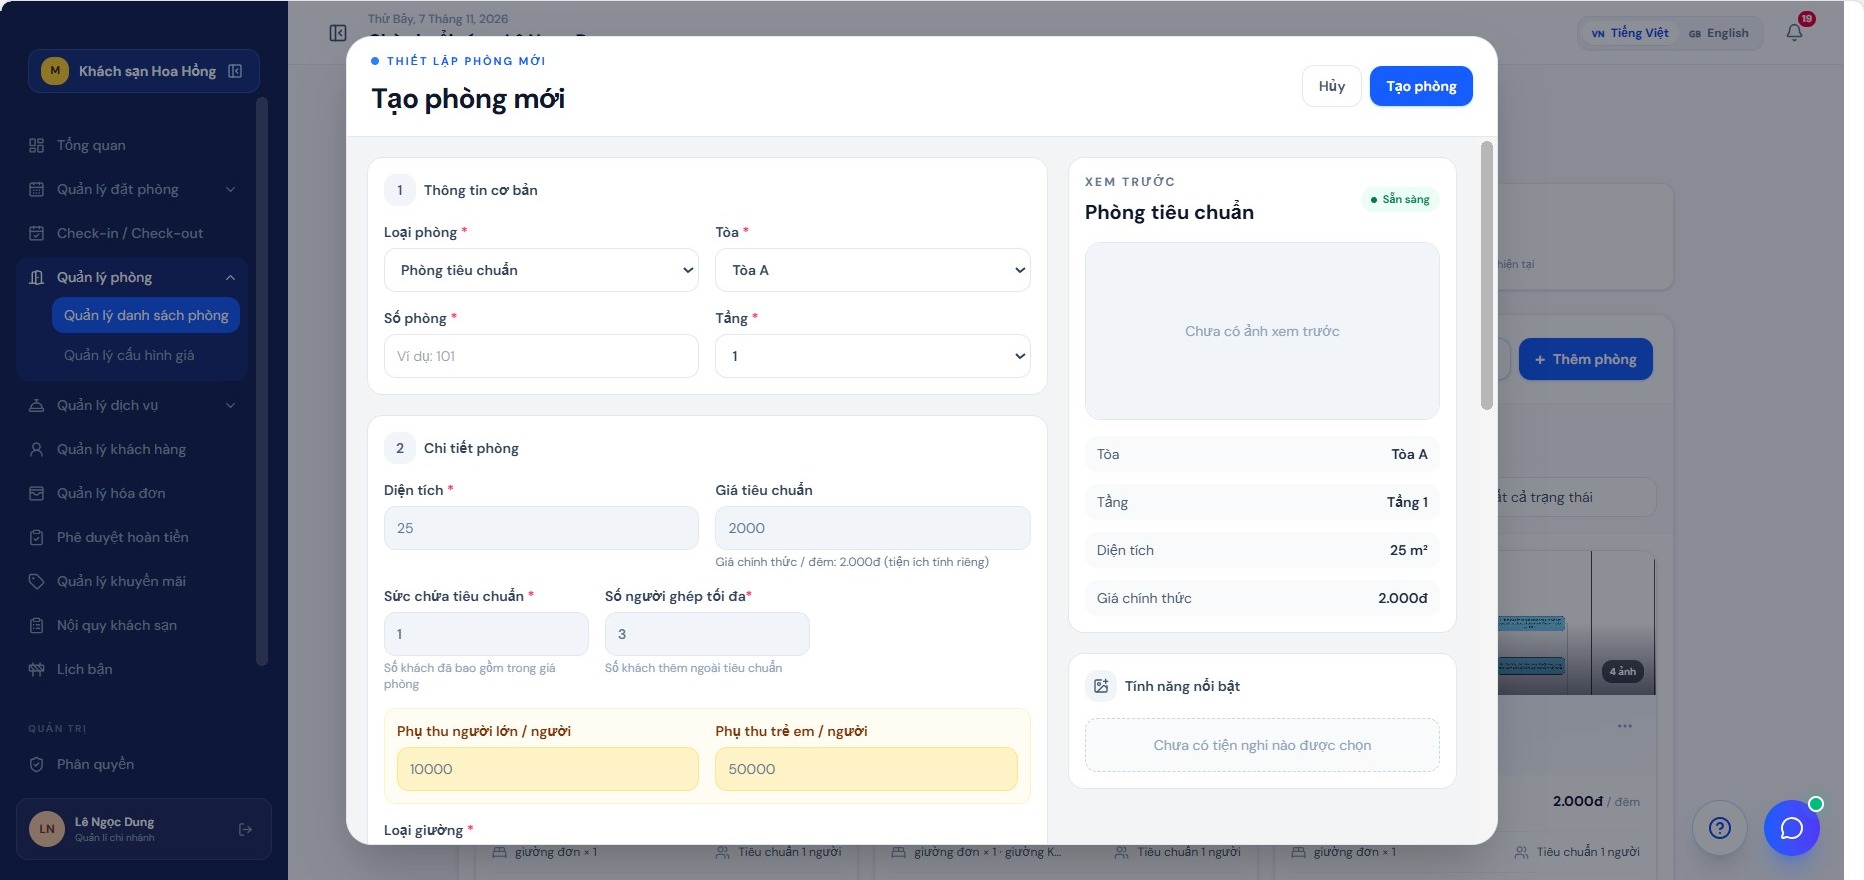 M Khách sạn Hoa Hồng
Tổng quan
Quản lý đặt phòng
Check-in / Check-out
Quản lý phòng
Quản lý danh sách phòng
Quản lý cấu hình giá
Quản lý dịch vụ
Quản lý khách hàng
Quản lý hóa đơn
Phê duyệt hoàn tiền
Quản lý khuyến mãi
Nội quy khách sạn
Lịch bận
QUẢN TRỊ
Phân quyền
LN Lê Ngọc Dung
Quản lí chi nhánh
Thứ Bảy, 7 Tháng 11, 2026
VN Tiếng Việt GB English
19
THIẾT LẬP PHÒNG MỚI
Tạo phòng mới
Hủy Tạo phòng
1 Thông tin cơ bản
Loại phòng * Tòa *
Phòng tiêu chuẩn Tòa A
Số phòng * Tầng *
Ví dụ: 101 1
2 Chi tiết phòng
Diện tích * Giá tiêu chuẩn
25 2000
Giá chính thức / đêm: 2.000đ (tiện ích tính riêng)
Sức chứa tiêu chuẩn * Số người ghép tối đa*
1 3
Số khách đã bao gồm trong giá
phòng
Số khách thêm ngoài tiêu chuẩn
Phụ thu người lớn / người Phụ thu trẻ em / người
10000 50000
Loại giường *
XEM TRƯỚC
Phòng tiêu chuẩn
Sẵn sàng
Chưa có ảnh xem trước
Tòa Tòa A
Tầng Tầng 1
Diện tích 25 m²
Giá chính thức 2.000đ
Tính năng nổi bật
Chưa có tiện nghi nào được chọn
hiện tại
+ Thêm phòng
ất cả trạng thái
4 ảnh
2.000đ / đêm
giường đơn × 1 Tiêu chuẩn 1 người
giường đơn × 1 · giường K... Tiêu chuẩn 1 người
giường đơn × 1 Tiêu chuẩn 1 người